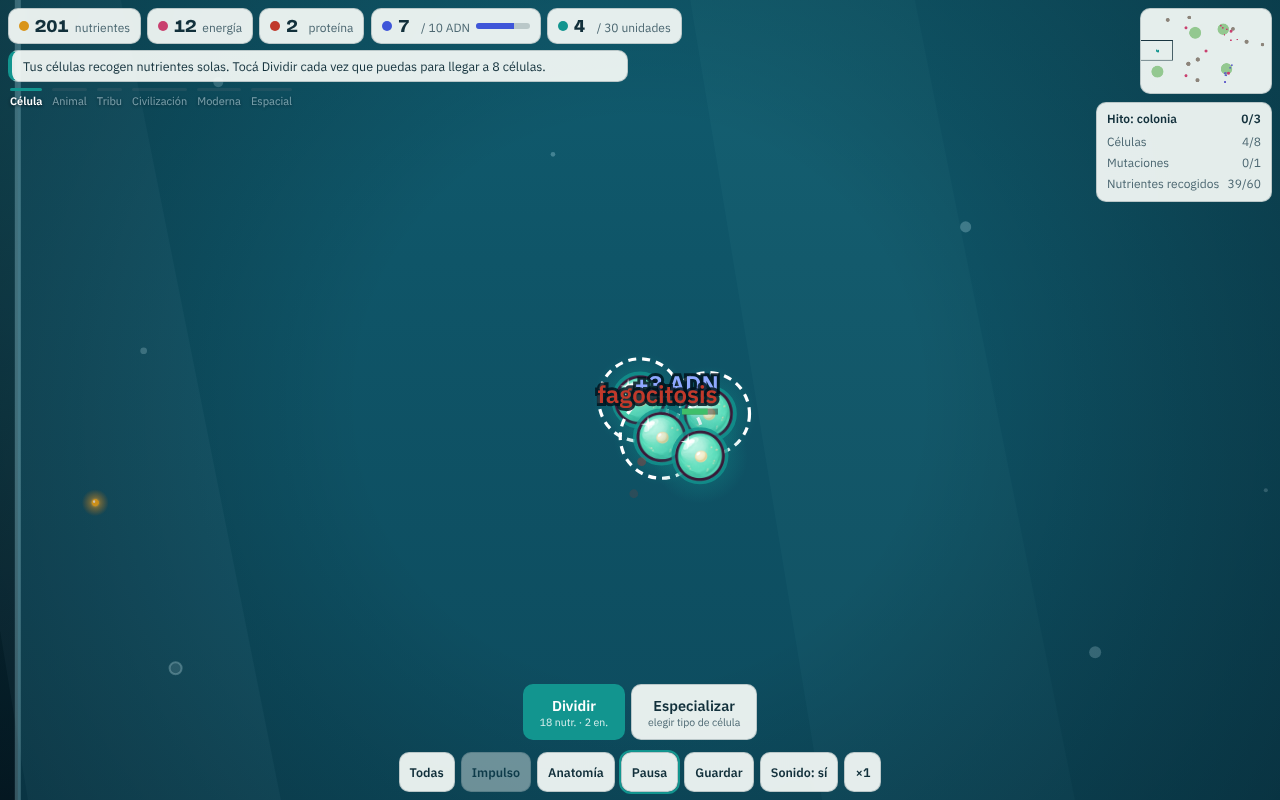 201 nutrientes
12 energía
2 proteína
7 / 10 ADN
4 / 30 unidades
Tus células recogen nutrientes solas. Tocá Dividir cada vez que puedas para llegar a 8 células.
Célula Animal Tribu Civilización Moderna Espacial
Hito: colonia 0/3
Células 4/8
Mutaciones 0/1
Nutrientes recogidos 39/60
+3 ADN
fagocitosis
Dividir
18 nutr. · 2 en.
Especializar
elegir tipo de célula
Todas
Impulso
Anatomía
Pausa
Guardar
Sonido: sí
×1